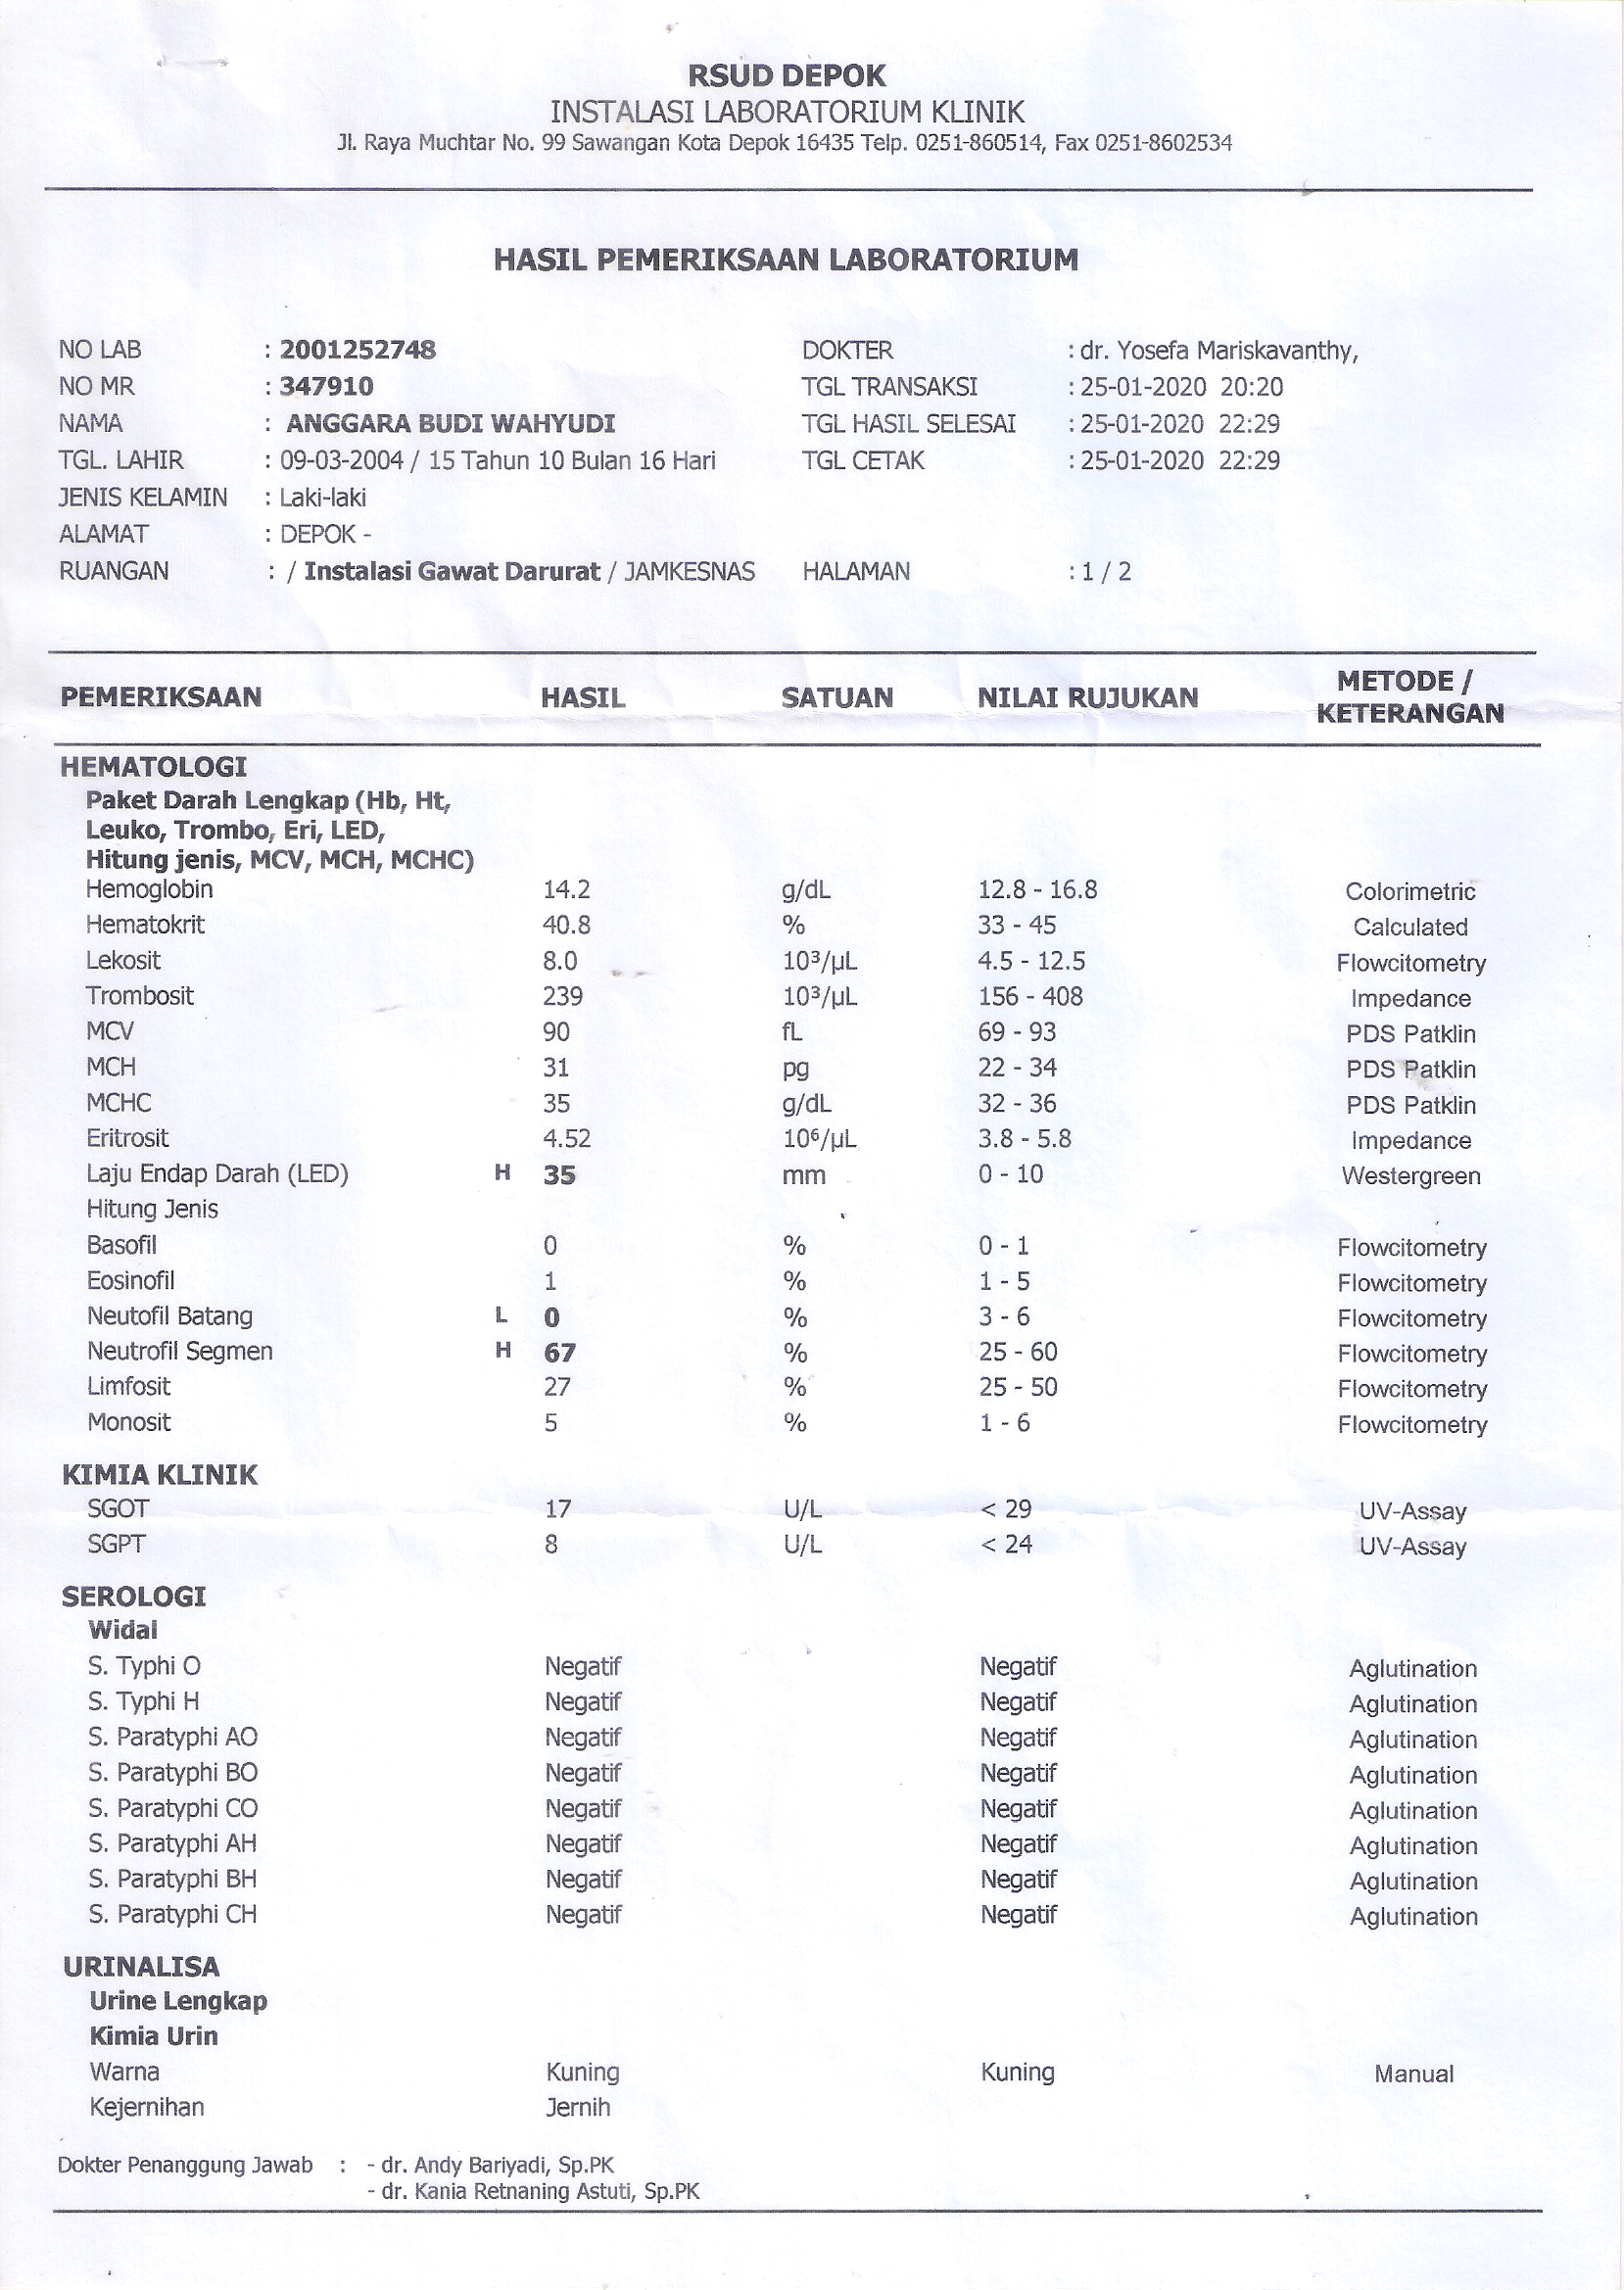 RSUD DEPOK
INSTALASI LABORATORIUM KLINIK
Jl. Raya Muchtar No. 99 Sawangan Kota Depok 16435 Telp. 0251-860514, Fax 0251-8602534
HASIL PEMERIKSAAN LABORATORIUM
NO LAB : 2001252748 DOKTER : dr. Yosefa Mariskavanthy,
NO MR : 347910 TGL TRANSAKSI : 25-01-2020 20:20
NAMA : ANGGARA BUDI WAHYUDI TGL HASIL SELESAI : 25-01-2020 22:29
TGL. LAHIR : 09-03-2004 / 15 Tahun 10 Bulan 16 Hari TGL CETAK : 25-01-2020 22:29
JENIS KELAMIN : Laki-laki
ALAMAT : DEPOK -
RUANGAN : / Instalasi Gawat Darurat / JAMKESNAS HALAMAN : 1 / 2
PEMERIKSAAN HASIL SATUAN NILAI RUJUKAN METODE / KETERANGAN
HEMATOLOGI
Paket Darah Lengkap (Hb, Ht,
Leuko, Trombo, Eri, LED,
Hitung jenis, MCV, MCH, MCHC)
Hemoglobin 14.2 g/dL 12.8 - 16.8 Colorimetric
Hematokrit 40.8 % 33 - 45 Calculated
Lekosit 8.0 10³/µL 4.5 - 12.5 Flowcitometry
Trombosit 239 10³/µL 156 - 408 Impedance
MCV 90 fL 69 - 93 PDS Patklin
MCH 31 pg 22 - 34 PDS Patklin
MCHC 35 g/dL 32 - 36 PDS Patklin
Eritrosit 4.52 10⁶/µL 3.8 - 5.8 Impedance
Laju Endap Darah (LED) H 35 mm 0 - 10 Westergreen
Hitung Jenis
Basofil 0 % 0 - 1 Flowcitometry
Eosinofil 1 % 1 - 5 Flowcitometry
Neutofil Batang L 0 % 3 - 6 Flowcitometry
Neutrofil Segmen H 67 % 25 - 60 Flowcitometry
Limfosit 27 % 25 - 50 Flowcitometry
Monosit 5 % 1 - 6 Flowcitometry
KIMIA KLINIK
SGOT 17 U/L < 29 UV-Assay
SGPT 8 U/L < 24 UV-Assay
SEROLOGI
Widal
S. Typhi O Negatif Negatif Aglutination
S. Typhi H Negatif Negatif Aglutination
S. Paratyphi AO Negatif Negatif Aglutination
S. Paratyphi BO Negatif Negatif Aglutination
S. Paratyphi CO Negatif Negatif Aglutination
S. Paratyphi AH Negatif Negatif Aglutination
S. Paratyphi BH Negatif Negatif Aglutination
S. Paratyphi CH Negatif Negatif Aglutination
URINALISA
Urine Lengkap
Kimia Urin
Warna Kuning Kuning Manual
Kejernihan Jernih
Dokter Penanggung Jawab : - dr. Andy Bariyadi, Sp.PK
- dr. Kania Retnaning Astuti, Sp.PK